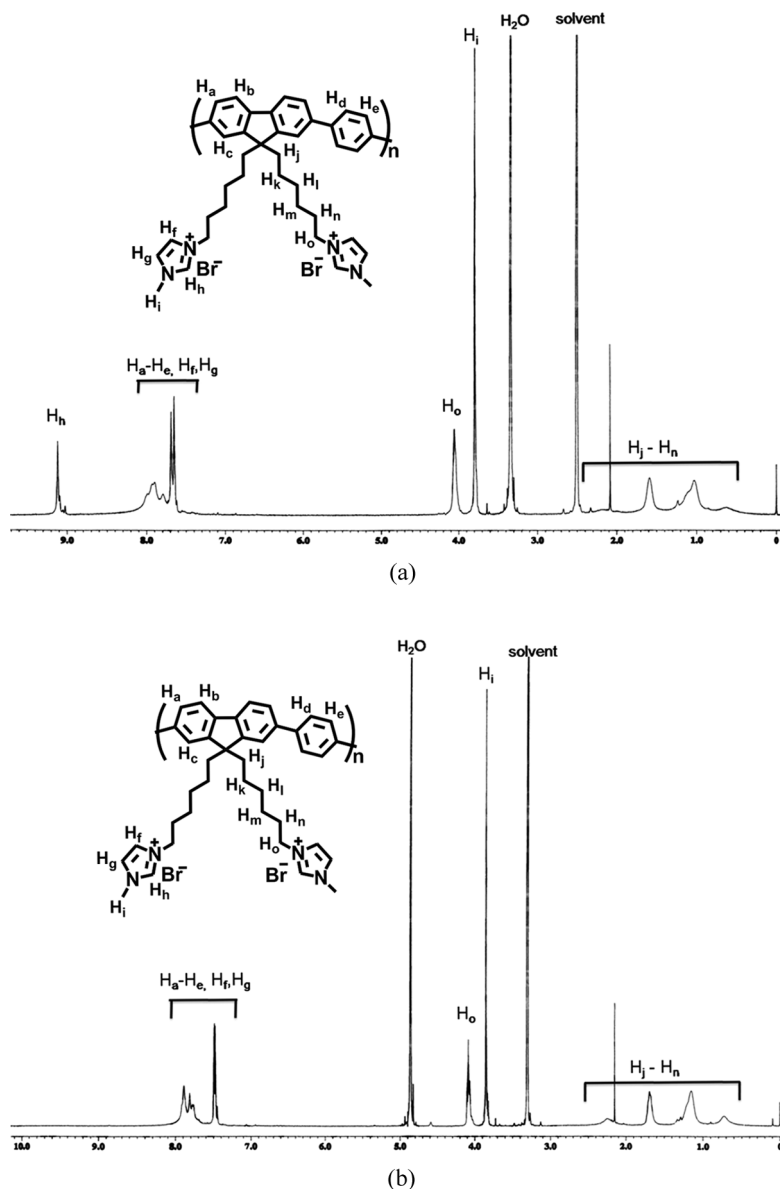 H₂O solvent
Hi
Ha Hb Hd He
n
Hc Hj
Hk Hl
Hm Hn
Hf Ho
Hg N+ N+
N Br− Br− N
Hh
Hi
Ha-He, Hf,Hg
Hh
Ho
Hj - Hn
9.0 8.0 7.0 6.0 5.0 4.0 3.0 2.0 1.0 0
(a)
H₂O solvent
Hi
Ha Hb Hd He
n
Hc Hj
Hk Hl
Hm Hn
Hf Ho
Hg N+ N+
N Br− Br− N
Hh
Hi
Ha-He, Hf,Hg
Ho
Hj - Hn
10.0 9.0 8.0 7.0 6.0 5.0 4.0 3.0 2.0 1.0 0
(b)